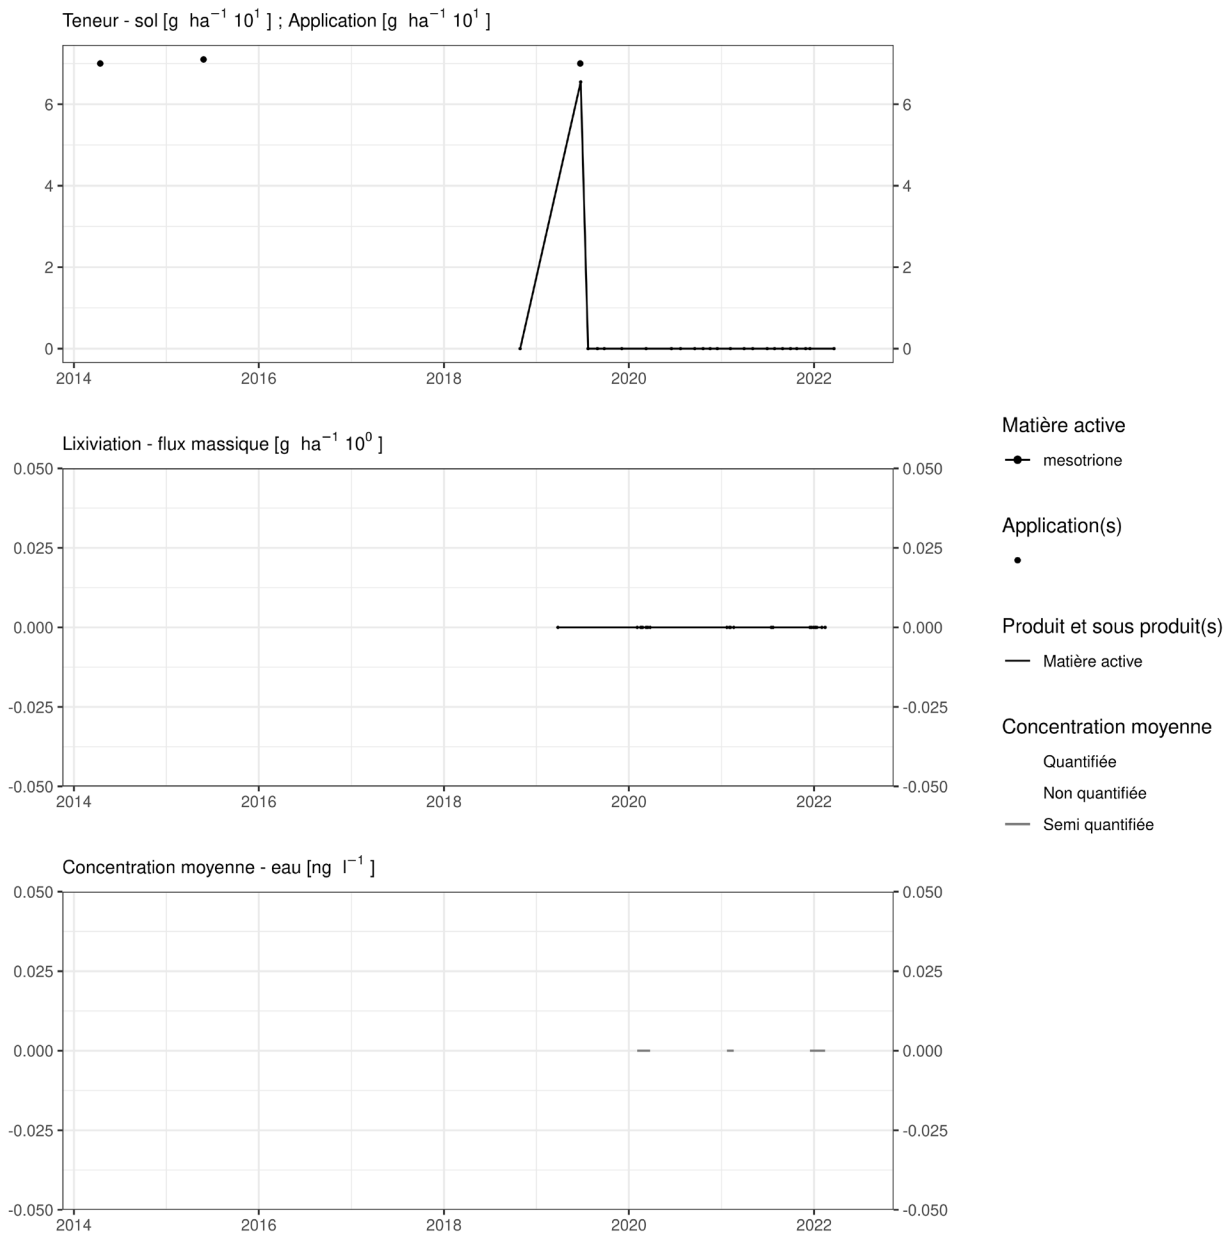 Teneur - sol [g ha⁻¹ 10¹ ] ; Application [g ha⁻¹ 10¹ ]
6 6
4 4
2 2
0 0
2014 2016 2018 2020 2022
Lixiviation - flux massique [g ha⁻¹ 10⁰ ]
0.050 0.050
0.025 0.025
0.000 0.000
-0.025 -0.025
-0.050 -0.050
2014 2016 2018 2020 2022
Concentration moyenne - eau [ng l⁻¹ ]
0.050 0.050
0.025 0.025
0.000 0.000
-0.025 -0.025
-0.050 -0.050
2014 2016 2018 2020 2022
Matière active
mesotrione
Application(s)
Produit et sous produit(s)
Matière active
Concentration moyenne
Quantifiée
Non quantifiée
Semi quantifiée